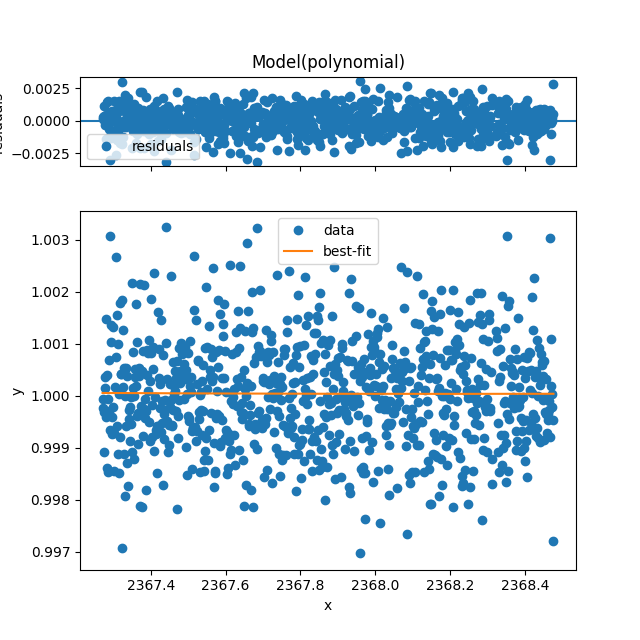 Model(polynomial)
0.0025
0.0000
−0.0025
residuals
residuals
data
best-fit
1.003
1.002
1.001
1.000
0.999
0.998
0.997
y
2367.4 2367.6 2367.8 2368.0 2368.2 2368.4
x